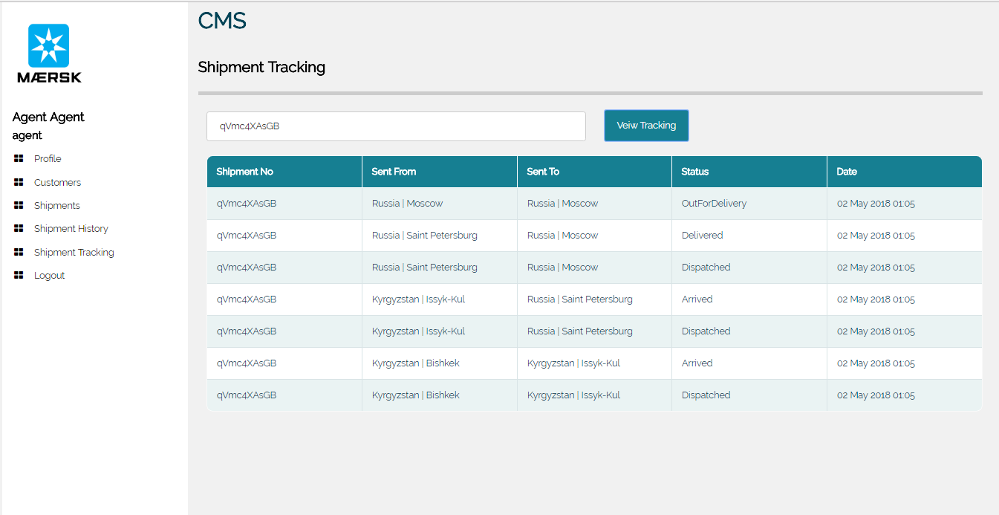 CMS
MÆRSK
Shipment Tracking
Agent Agent
agent
Profile
Customers
Shipments
Shipment History
Shipment Tracking
Logout
qVmc4XAsGB Veiw Tracking
Shipment No Sent From Sent To Status Date
qVmc4XAsGB Russia | Moscow Russia | Moscow OutForDelivery 02 May 2018 01:05
qVmc4XAsGB Russia | Saint Petersburg Russia | Moscow Delivered 02 May 2018 01:05
qVmc4XAsGB Russia | Saint Petersburg Russia | Moscow Dispatched 02 May 2018 01:05
qVmc4XAsGB Kyrgyzstan | Issyk-Kul Russia | Saint Petersburg Arrived 02 May 2018 01:05
qVmc4XAsGB Kyrgyzstan | Issyk-Kul Russia | Saint Petersburg Dispatched 02 May 2018 01:05
qVmc4XAsGB Kyrgyzstan | Bishkek Kyrgyzstan | Issyk-Kul Arrived 02 May 2018 01:05
qVmc4XAsGB Kyrgyzstan | Bishkek Kyrgyzstan | Issyk-Kul Dispatched 02 May 2018 01:05